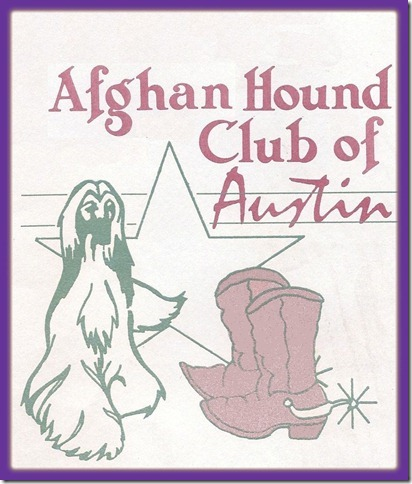 Afghan Hound
Club of
Austin